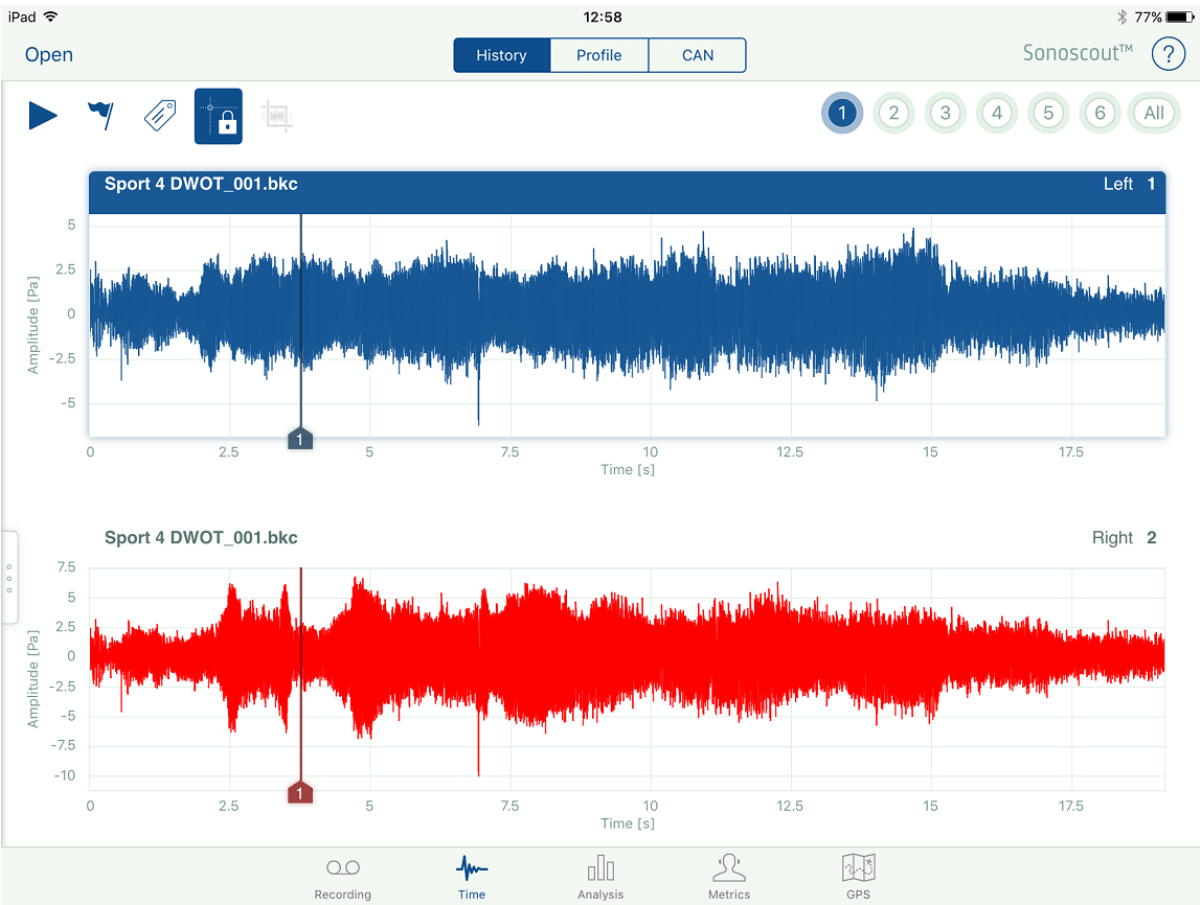 iPad 12:58 77%
Open History Profile CAN Sonoscout™ ?
1 2 3 4 5 6 All
Sport 4 DWOT_001.bkc Left 1
Amplitude [Pa]
5
2.5
0
-2.5
-5
1
0 2.5 5 7.5 10 12.5 15 17.5
Time [s]
Sport 4 DWOT_001.bkc Right 2
Amplitude [Pa]
7.5
5
2.5
0
-2.5
-5
-7.5
-10
1
0 2.5 5 7.5 10 12.5 15 17.5
Time [s]
Recording Time Analysis Metrics GPS